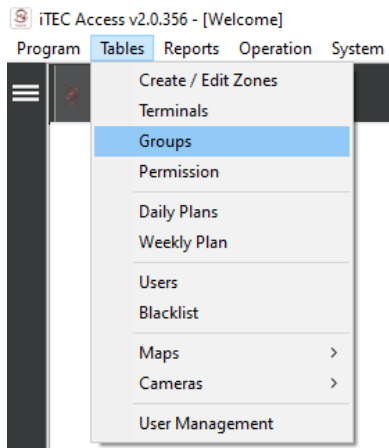 iTEC Access v2.0.356 - [Welcome]
Program Tables Reports Operation System
Create / Edit Zones
Terminals
Groups
Permission
Daily Plans
Weekly Plan
Users
Blacklist
Maps
Cameras
User Management